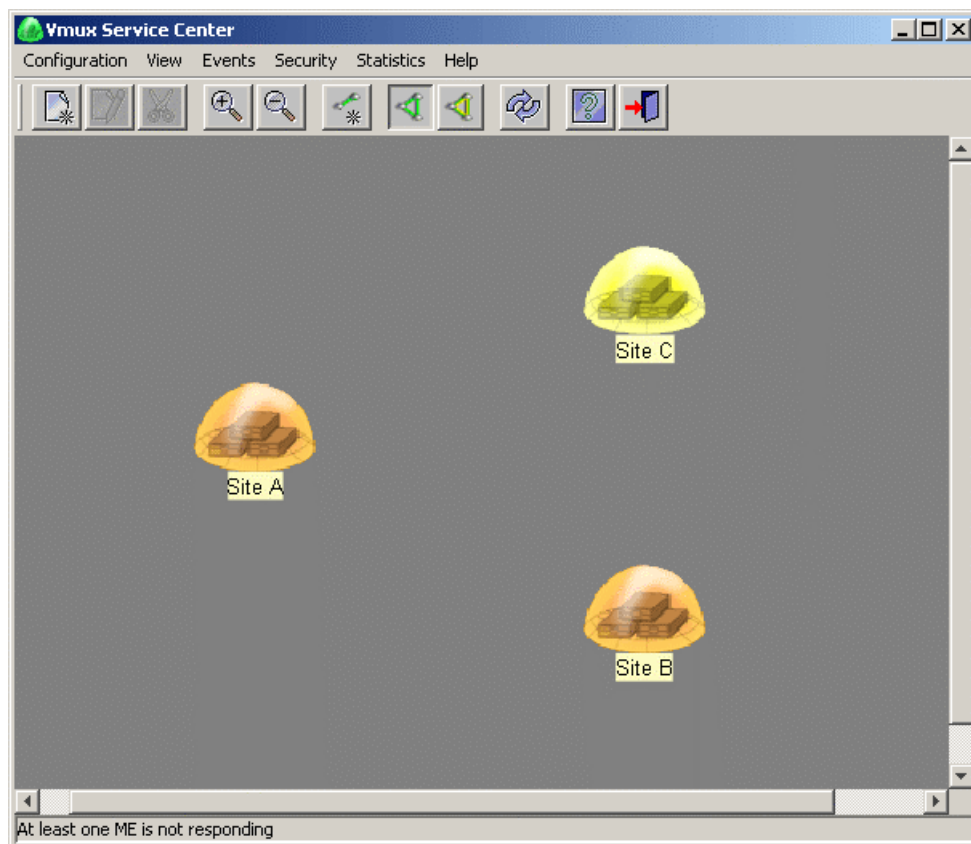 Vmux Service Center
Configuration View Events Security Statistics Help
Site C
Site A
Site B
At least one ME is not responding